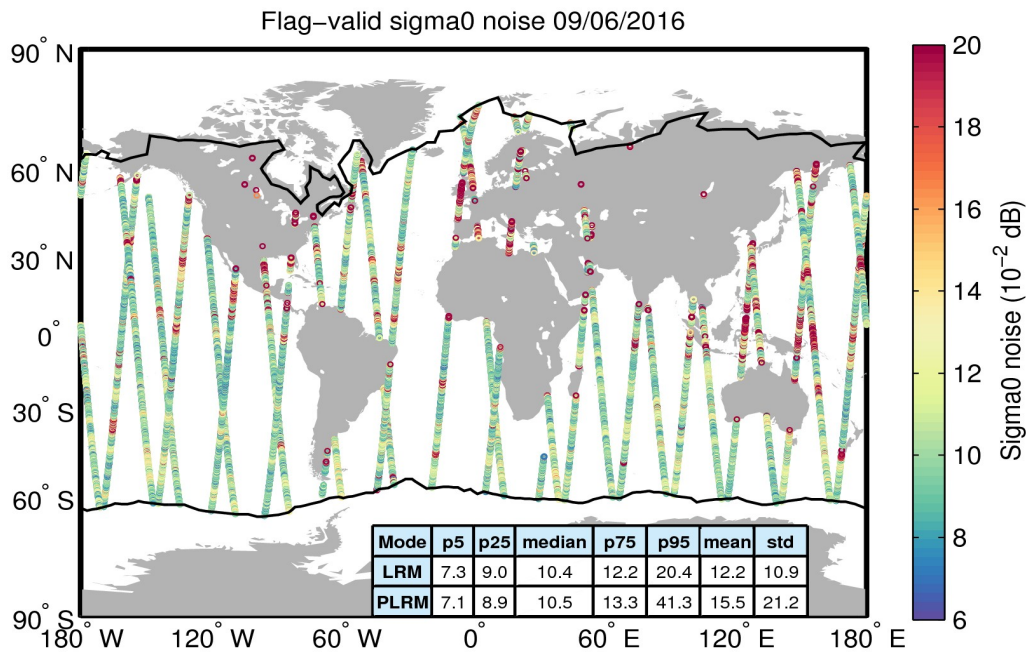 Flag-valid sigma0 noise 09/06/2016
90° N
60° N
30° N
0°
30° S
60° S
90° S
180° W 120° W 60° W 0° 60° E 120° E 180° E
Mode p5 p25 median p75 p95 mean std
LRM 7.3 9.0 10.4 12.2 20.4 12.2 10.9
PLRM 7.1 8.9 10.5 13.3 41.3 15.5 21.2
20
18
16
14
12
10
8
6
Sigma0 noise (10⁻² dB)